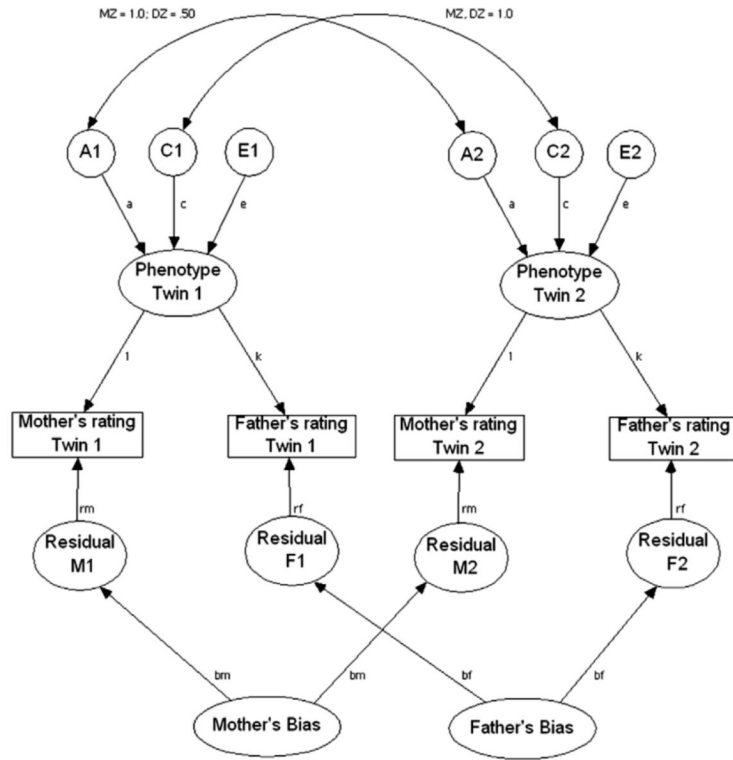 MZ = 1.0; DZ = .50
MZ, DZ = 1.0
A1
C1
E1
A2
C2
E2
a
c
e
a
c
e
Phenotype
Twin 1
Phenotype
Twin 2
1
k
1
k
Mother's rating
Twin 1
Father's rating
Twin 1
Mother's rating
Twin 2
Father's rating
Twin 2
rm
rf
rm
rf
Residual
M1
Residual
F1
Residual
M2
Residual
F2
bm
bm
bf
bf
Mother's Bias
Father's Bias